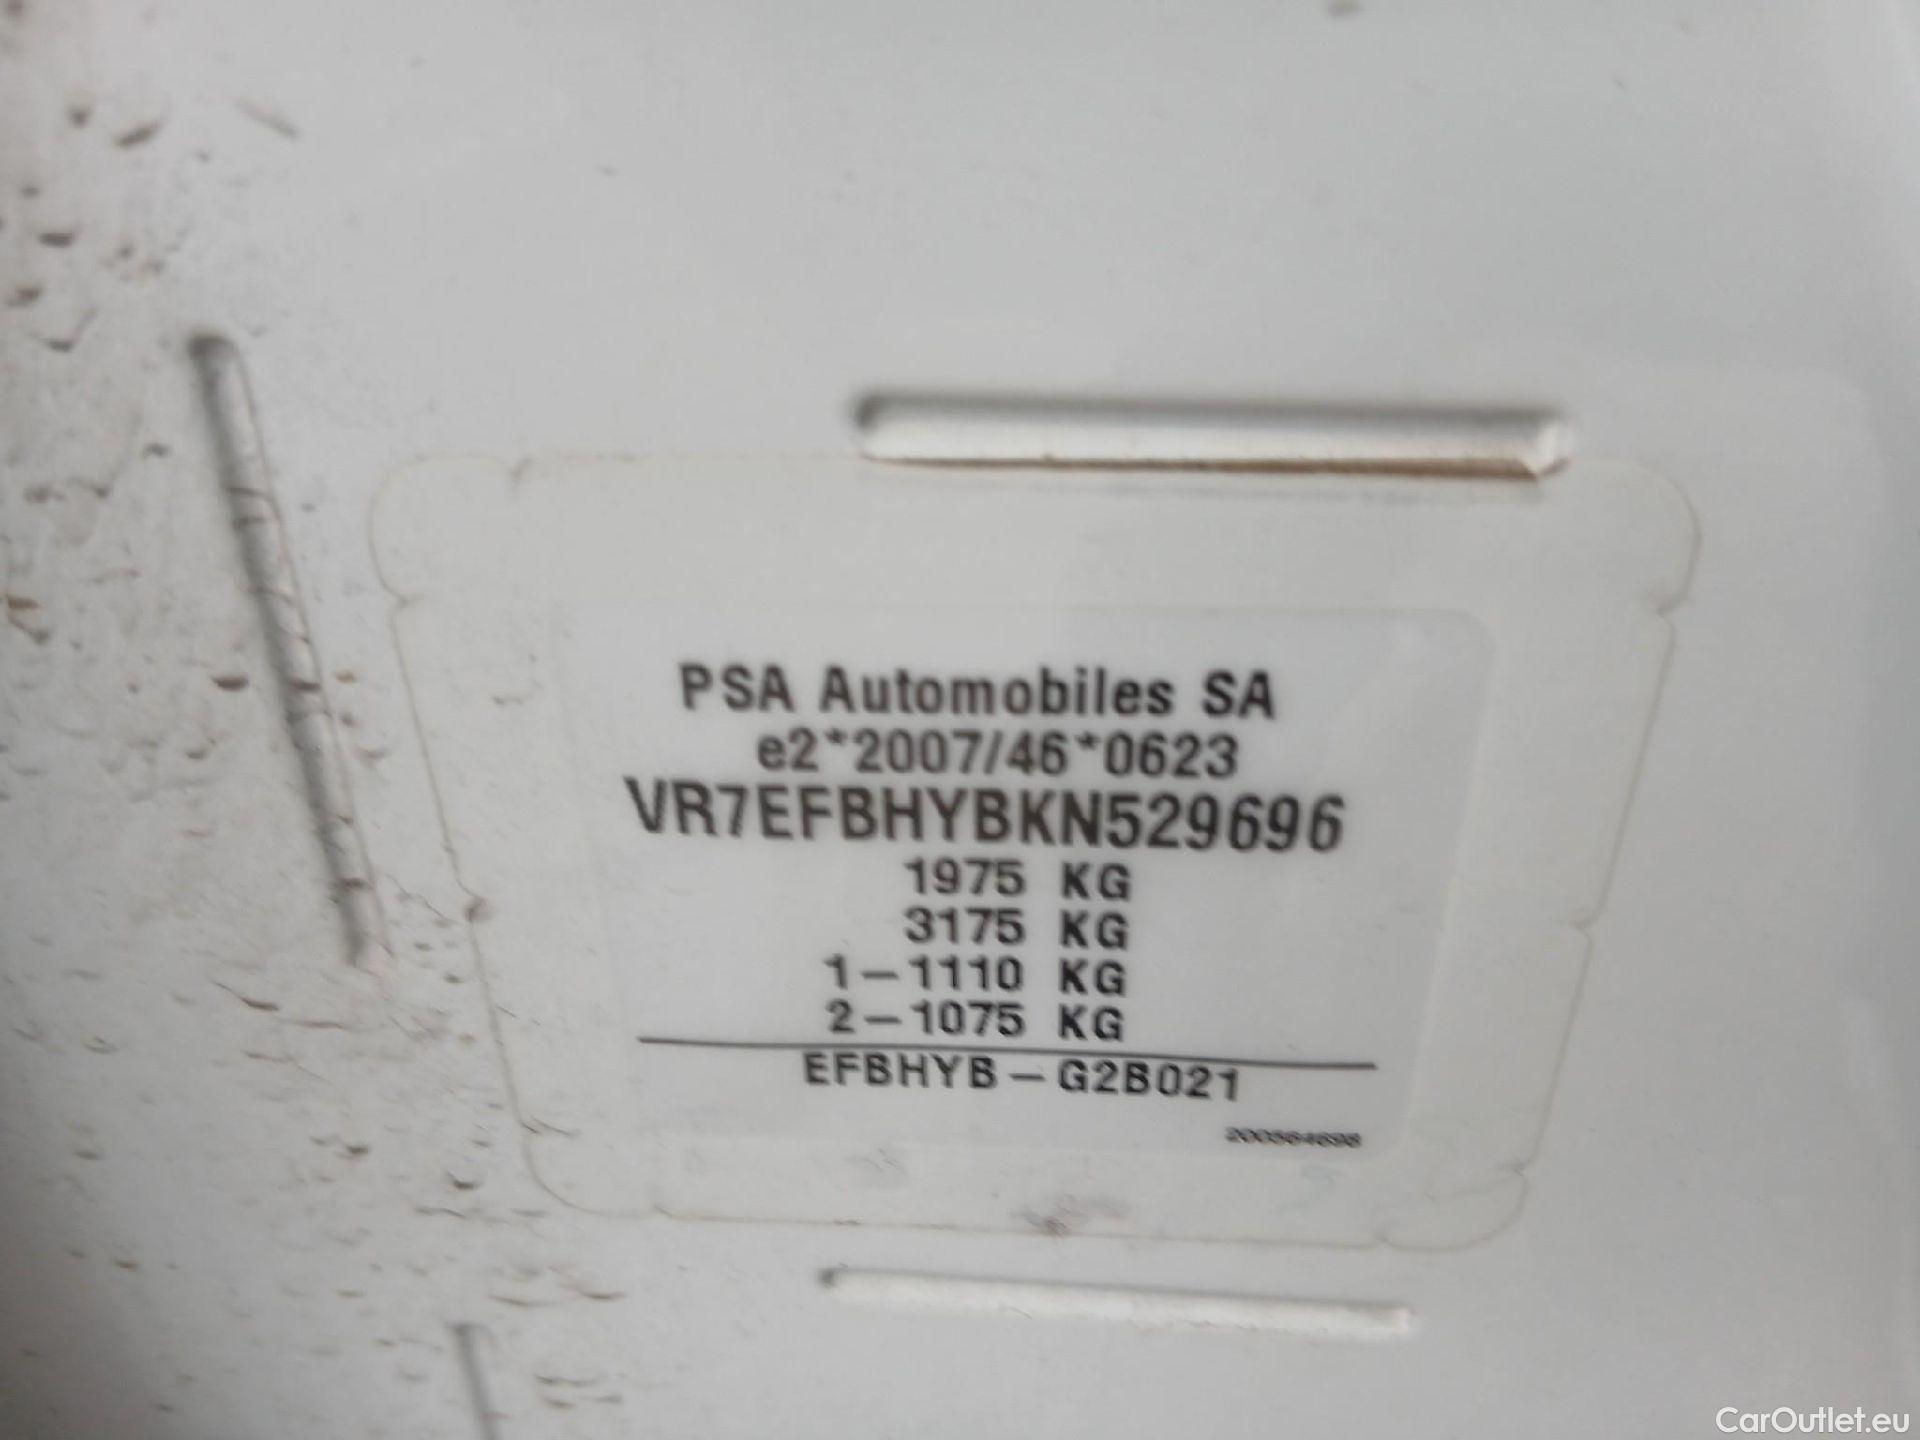 PSA Automobiles SA
e2*2007/46*0623
VR7EFBHYBKN529696
1975 KG
3175 KG
1-1110 KG
2-1075 KG
EFBHYB-G2B021
CarOutlet.eu